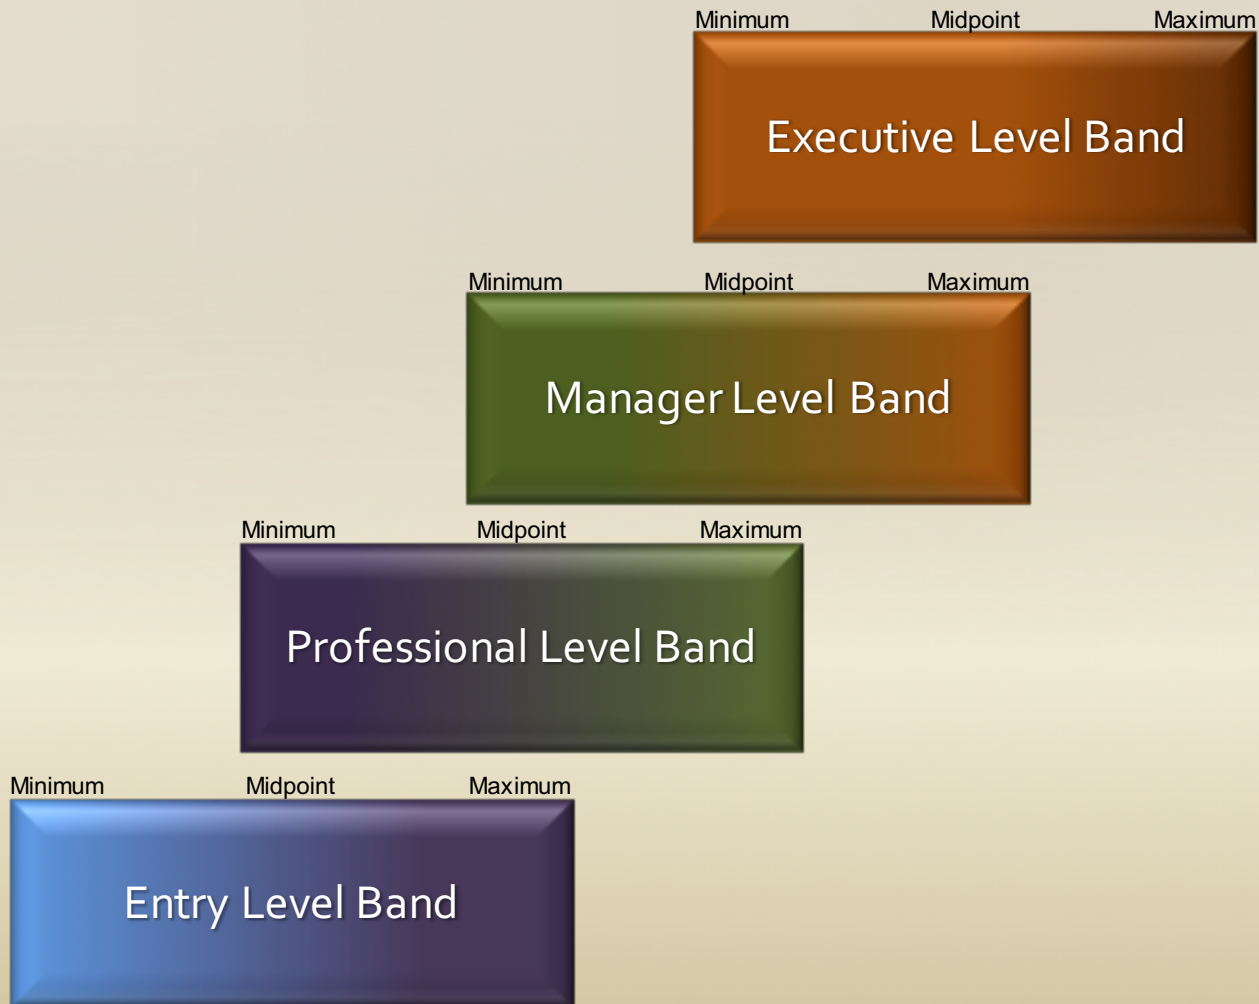 Minimum Midpoint Maximum
Executive Level Band
Minimum Midpoint Maximum
Manager Level Band
Minimum Midpoint Maximum
Professional Level Band
Minimum Midpoint Maximum
Entry Level Band